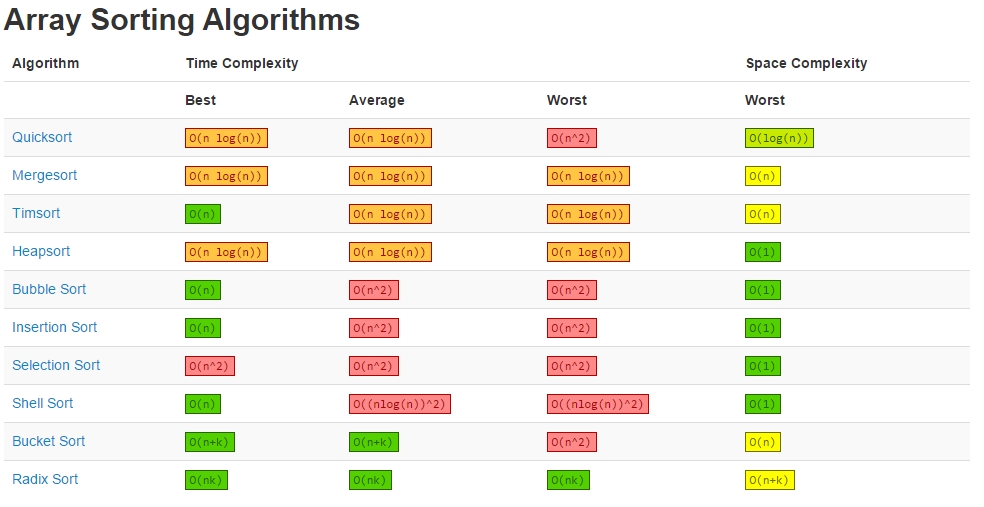 Array Sorting Algorithms
Algorithm Time Complexity Space Complexity
Best Average Worst Worst
Quicksort O(n log(n)) O(n log(n)) O(n^2) O(log(n))
Mergesort O(n log(n)) O(n log(n)) O(n log(n)) O(n)
Timsort O(n) O(n log(n)) O(n log(n)) O(n)
Heapsort O(n log(n)) O(n log(n)) O(n log(n)) O(1)
Bubble Sort O(n) O(n^2) O(n^2) O(1)
Insertion Sort O(n) O(n^2) O(n^2) O(1)
Selection Sort O(n^2) O(n^2) O(n^2) O(1)
Shell Sort O(n) O((nlog(n))^2) O((nlog(n))^2) O(1)
Bucket Sort O(n+k) O(n+k) O(n^2) O(n)
Radix Sort O(nk) O(nk) O(nk) O(n+k)